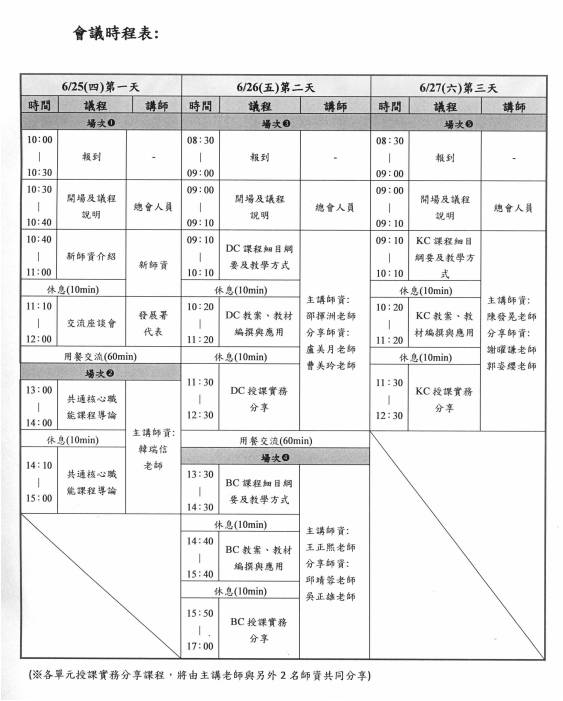 會議時程表:
6/25(四)第一天
時間 議程 講師
場次❶
10:00
|
10:30
報到
-
10:30
|
10:40
開場及議程
說明
總會人員
10:40
|
11:00
新師資介紹
新師資
休息(10min)
11:10
|
12:00
交流座談會
發展署
代表
用餐交流(60min)
場次❷
13:00
|
14:00
共通核心職
能課程導論
主講師資:
韓瑞信
老師
休息(10min)
14:10
|
15:00
共通核心職
能課程導論
6/26(五)第二天
時間 議程 講師
場次❸
08:30
|
09:00
報到
-
09:00
|
09:10
開場及議程
說明
總會人員
09:10
|
10:10
DC 課程細目綱
要及教學方式
主講師資:
邵揮洲老師
分享師資:
盧美月老師
曹美玲老師
休息(10min)
10:20
|
11:20
DC 教案、教材
編撰與應用
休息(10min)
11:30
|
12:30
DC 授課實務
分享
用餐交流(60min)
場次❹
13:30
|
14:30
BC 課程細目綱
要及教學方式
主講師資:
王正熙老師
分享師資:
邱靖蓉老師
吳正雄老師
休息(10min)
14:40
|
15:40
BC 教案、教材
編撰與應用
休息(10min)
15:50
|
17:00
BC 授課實務
分享
6/27(六)第三天
時間 議程 講師
場次❺
08:30
|
09:00
報到
-
09:00
|
09:10
開場及議程
說明
總會人員
09:10
|
10:10
KC 課程細目
綱要及教學方
式
主講師資:
陳發晃老師
分享師資:
謝曜謙老師
郭姿纓老師
休息(10min)
10:20
|
11:20
KC 教案、教
材編撰與應用
休息(10min)
11:30
|
12:30
KC 授課實務
分享
(※各單元授課實務分享課程，將由主講老師與另外 2 名師資共同分享)